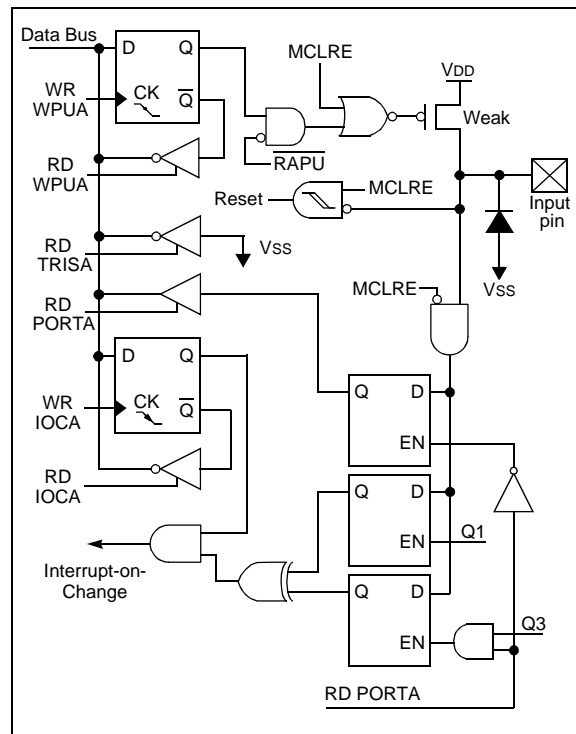 Data Bus
D Q
MCLRE
VDD
WR
WPUA
CK
Q
Weak
RAPU
RD
WPUA
MCLRE
Reset
Input
pin
RD
TRISA
VSS
VSS
MCLRE
RD
PORTA
D Q
Q D
WR
IOCA
CK
Q
EN
RD
IOCA
Q D
EN
Q1
Interrupt-on-
Change
Q D
Q3
EN
RD PORTA